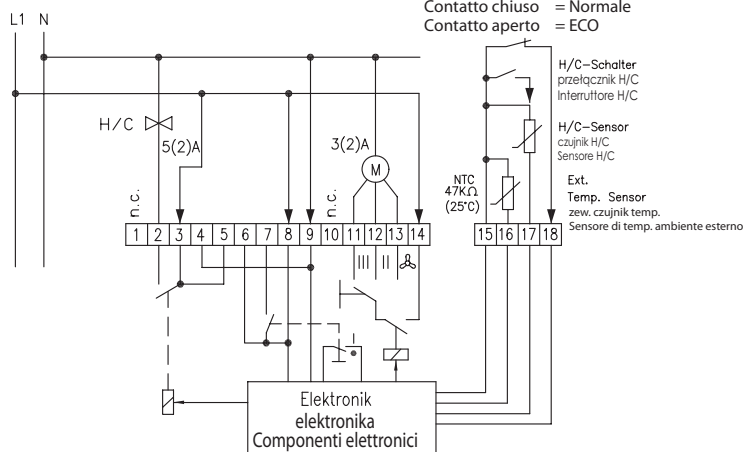 Contatto chiuso = Normale
Contatto aperto = ECO
L1 N
H/C-Schalter
przełącznik H/C
Interruttore H/C
H/C
5(2)A
3(2)A
M
H/C-Sensor
czujnik H/C
Sensore H/C
NTC
47KΩ
(25°C)
Ext.
Temp. Sensor
zew. czujnik temp.
Sensore di temp. ambiente esterno
n.c.
n.c.
1 2 3 4 5 6 7 8 9 10 11 12 13 14
15 16 17 18
III II
Elektronik
elektronika
Componenti elettronici